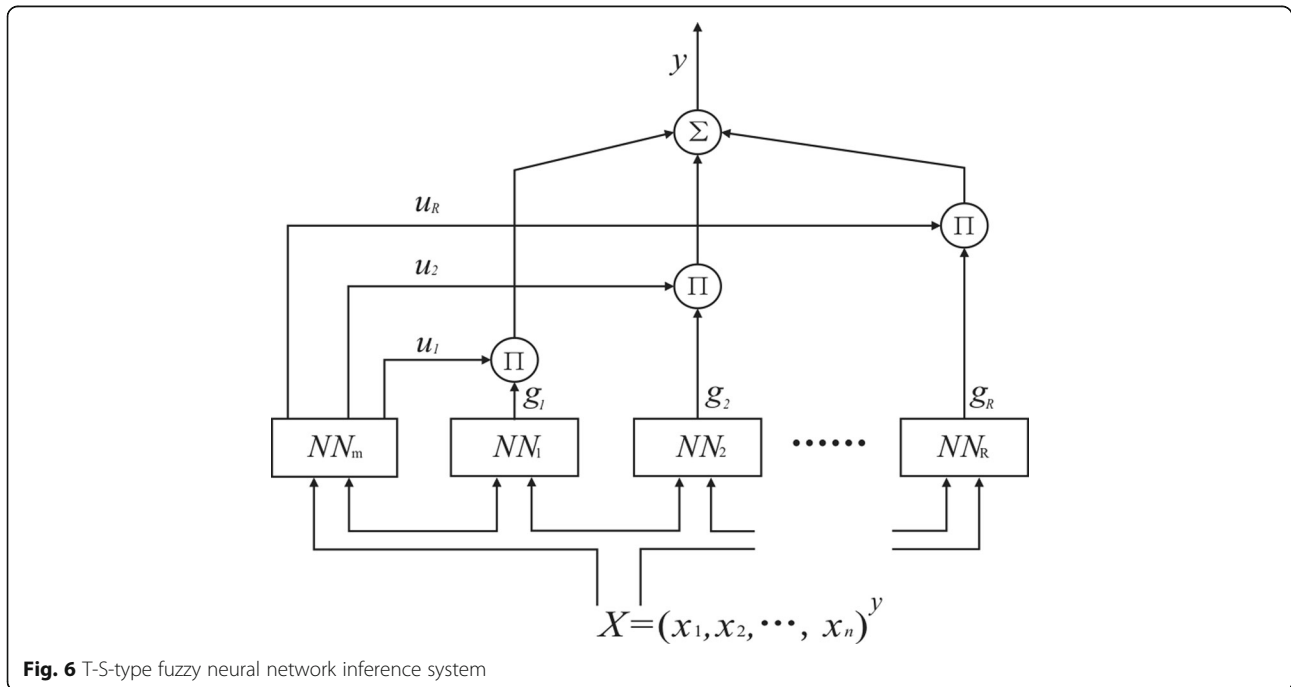 y
Σ
u_R
Π
u_2
Π
u_1
Π
g_1
g_2
g_R
NN_m
NN_1
NN_2
......
NN_R
X=(x_1,x_2,···, x_n)^y
Fig. 6 T-S-type fuzzy neural network inference system